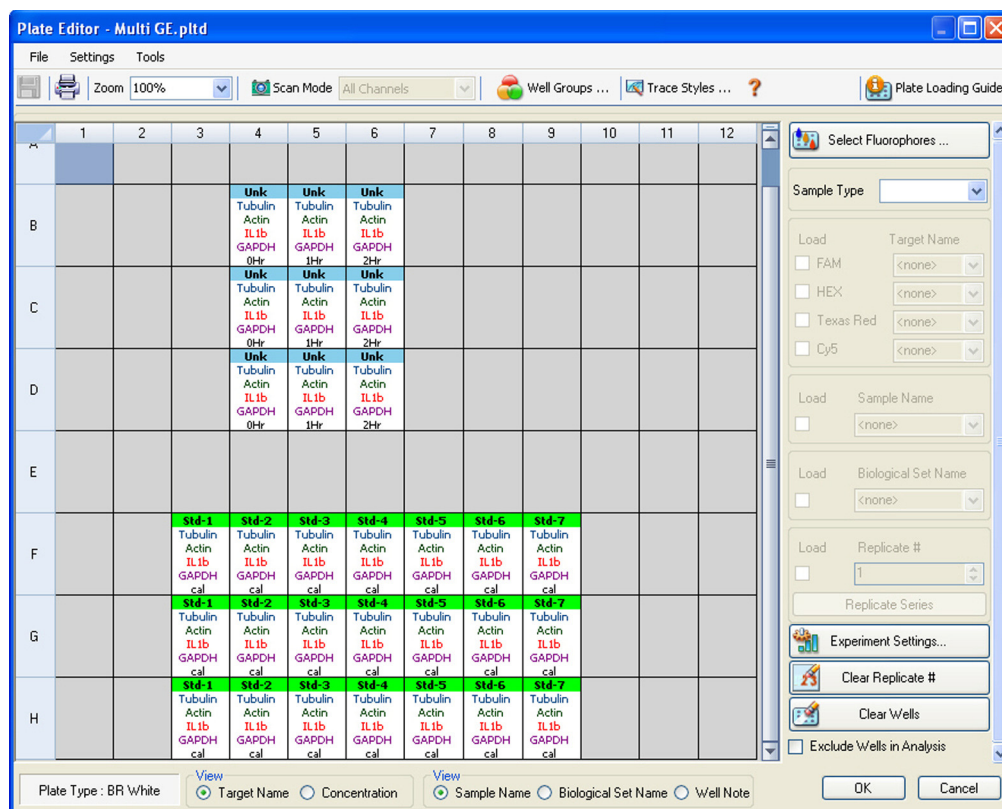 Plate Editor - Multi GE.pltd
File Settings Tools
Zoom 100% Scan Mode All Channels Well Groups ... Trace Styles ... ? Plate Loading Guide
1 2 3 4 5 6 7 8 9 10 11 12
A
Select Fluorophores ...
Sample Type
Unk Unk Unk
Tubulin Tubulin Tubulin
B Actin Actin Actin
IL1b IL1b IL1b
GAPDH GAPDH GAPDH
0Hr 1Hr 2Hr
Unk Unk Unk
Tubulin Tubulin Tubulin
C Actin Actin Actin
IL1b IL1b IL1b
GAPDH GAPDH GAPDH
0Hr 1Hr 2Hr
Unk Unk Unk
Tubulin Tubulin Tubulin
D Actin Actin Actin
IL1b IL1b IL1b
GAPDH GAPDH GAPDH
0Hr 1Hr 2Hr
E
Std-1 Std-2 Std-3 Std-4 Std-5 Std-6 Std-7
Tubulin Tubulin Tubulin Tubulin Tubulin Tubulin Tubulin
F Actin Actin Actin Actin Actin Actin Actin
IL1b IL1b IL1b IL1b IL1b IL1b IL1b
GAPDH GAPDH GAPDH GAPDH GAPDH GAPDH GAPDH
cal cal cal cal cal cal cal
Std-1 Std-2 Std-3 Std-4 Std-5 Std-6 Std-7
Tubulin Tubulin Tubulin Tubulin Tubulin Tubulin Tubulin
G Actin Actin Actin Actin Actin Actin Actin
IL1b IL1b IL1b IL1b IL1b IL1b IL1b
GAPDH GAPDH GAPDH GAPDH GAPDH GAPDH GAPDH
cal cal cal cal cal cal cal
Std-1 Std-2 Std-3 Std-4 Std-5 Std-6 Std-7
Tubulin Tubulin Tubulin Tubulin Tubulin Tubulin Tubulin
H Actin Actin Actin Actin Actin Actin Actin
IL1b IL1b IL1b IL1b IL1b IL1b IL1b
GAPDH GAPDH GAPDH GAPDH GAPDH GAPDH GAPDH
cal cal cal cal cal cal cal
Load Target Name
FAM <none>
HEX <none>
Texas Red <none>
Cy5 <none>
Load Sample Name
<none>
Load Biological Set Name
<none>
Load Replicate #
1
Replicate Series
Experiment Settings...
Clear Replicate #
Clear Wells
Exclude Wells in Analysis
Plate Type : BR White
View
Target Name Concentration
View
Sample Name Biological Set Name Well Note
OK Cancel